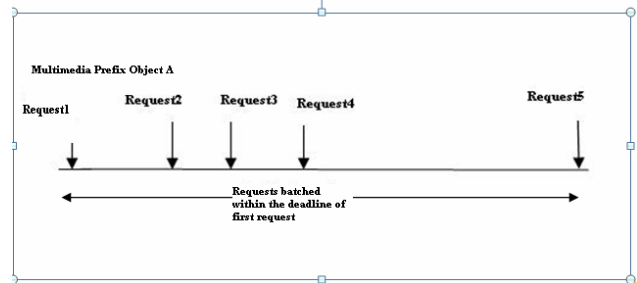 Multimedia Prefix Object A
Request1
Request2
Request3
Request4
Request5
Requests batched
within the deadline of
first request